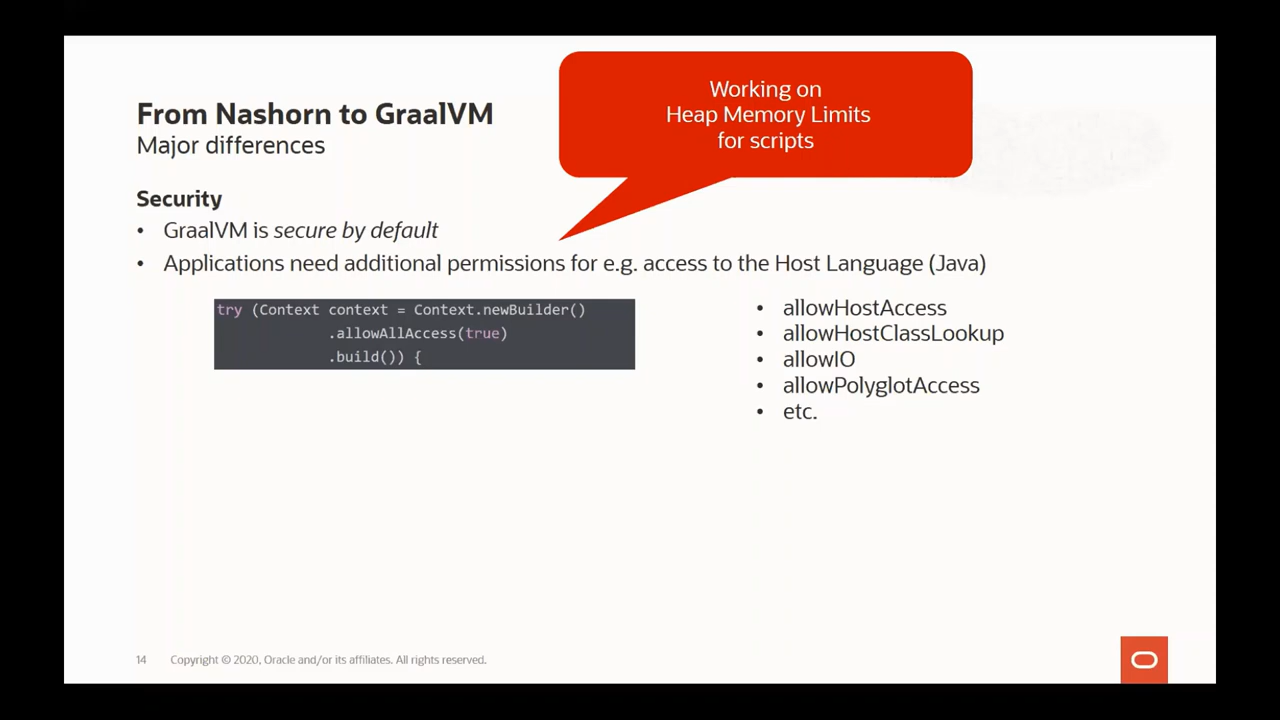 Working on
Heap Memory Limits
for scripts
From Nashorn to GraalVM
Major differences
Security
• GraalVM is secure by default
• Applications need additional permissions for e.g. access to the Host Language (Java)
try (Context context = Context.newBuilder()
.allowAllAccess(true)
.build()) {
• allowHostAccess
• allowHostClassLookup
• allowIO
• allowPolyglotAccess
• etc.
14 Copyright © 2020, Oracle and/or its affiliates. All rights reserved.